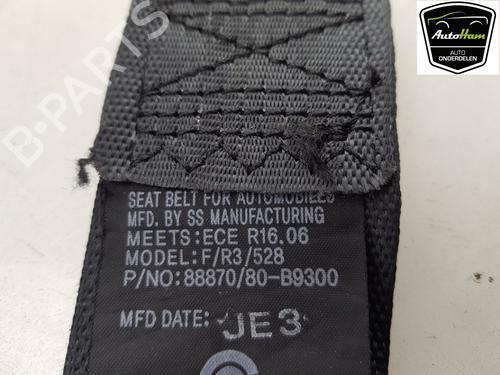 AutoHam
AUTO
ONDERDELEN
B-PARTS
SEAT BELT FOR AUTOMOBILES
MFD. BY SS MANUFACTURING
MEETS:ECE R16.06
MODEL:F/R3/528
P/NO:88870/80-B9300
MFD DATE: JE3